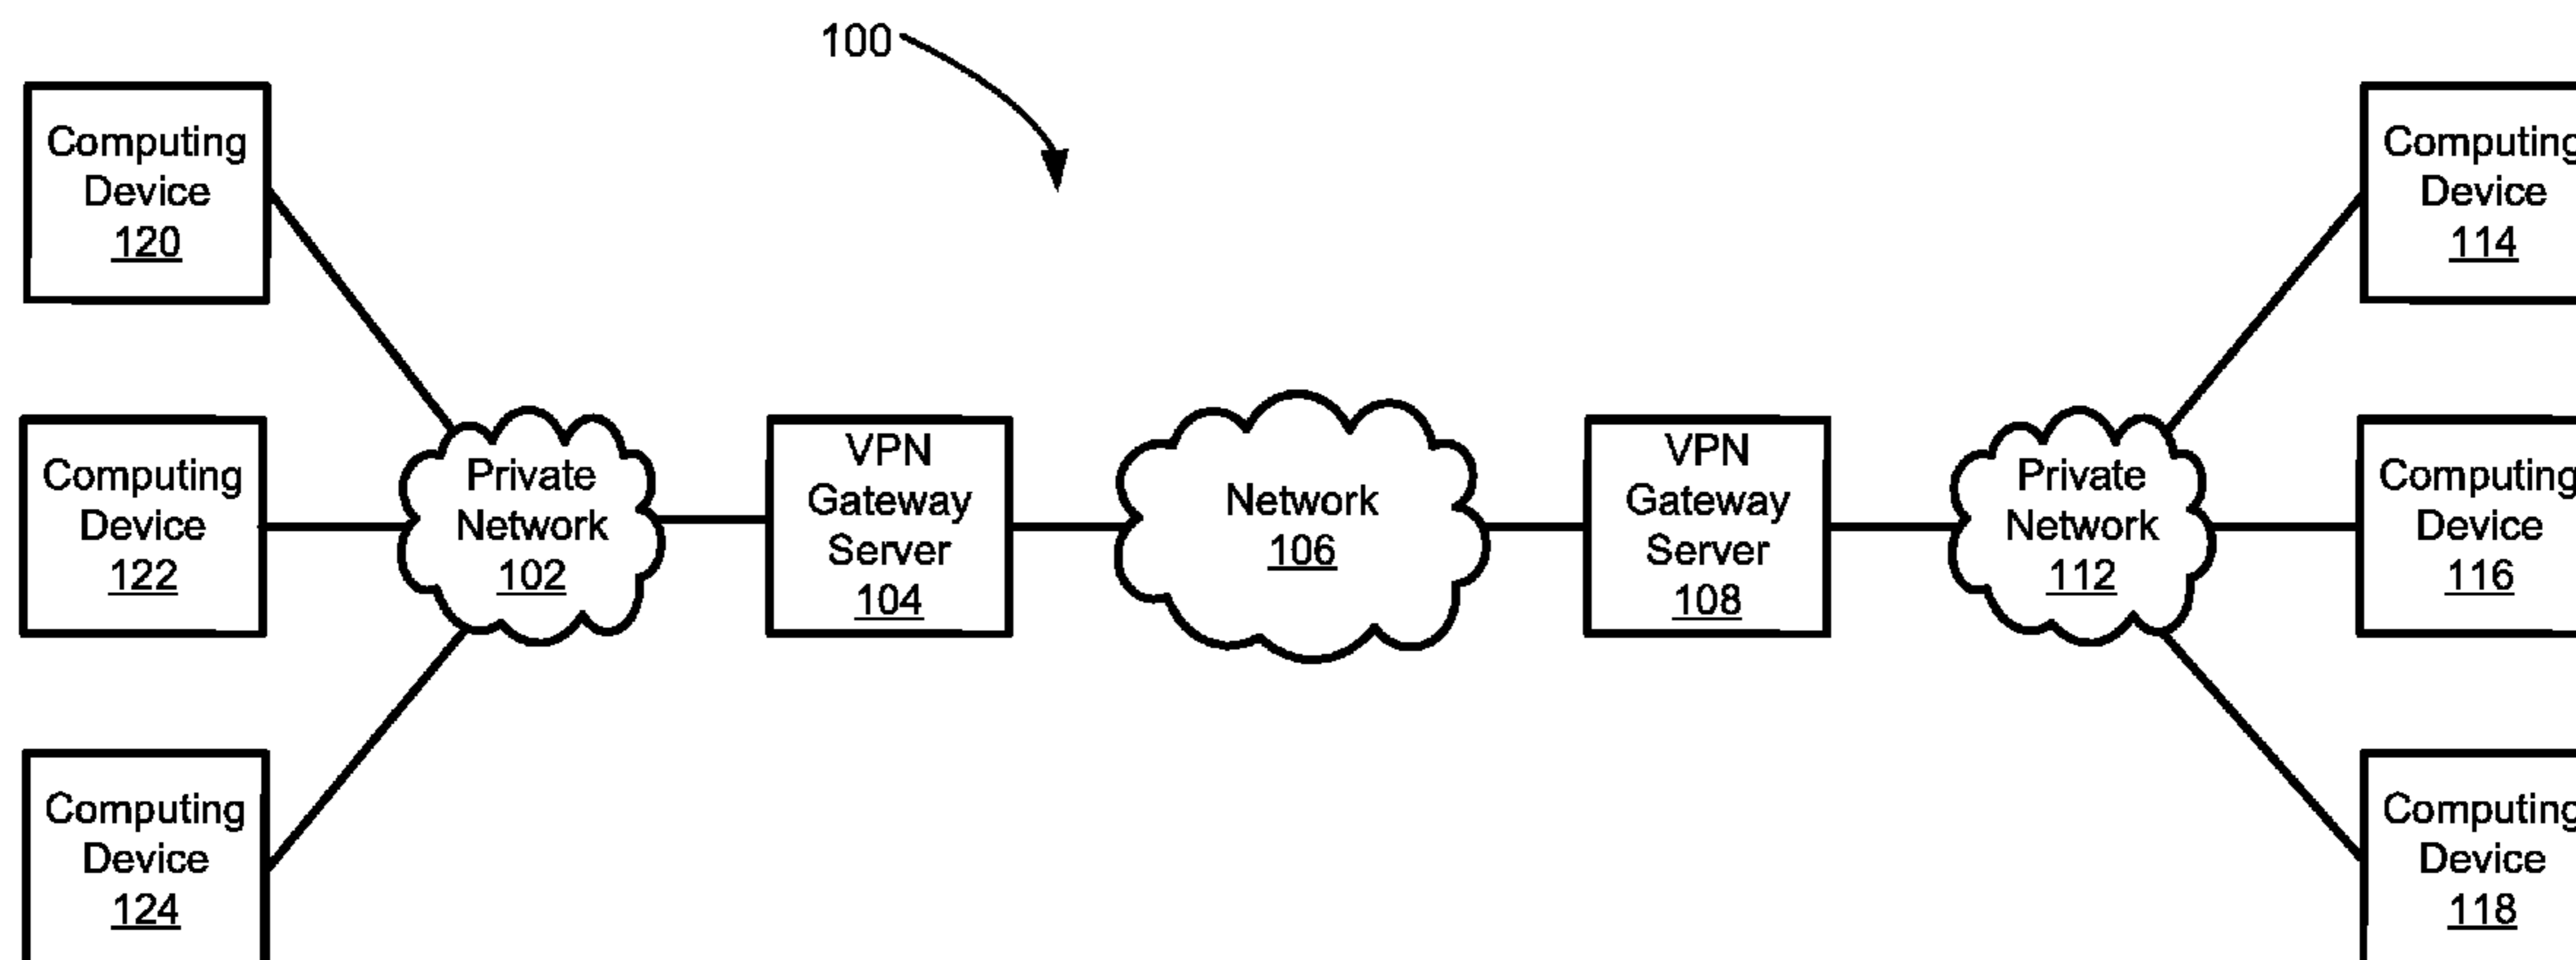 100
Computing
Device
120
Computing
Device
114
Computing
Device
122
Private
Network
102
VPN
Gateway
Server
104
Network
106
VPN
Gateway
Server
108
Private
Network
112
Computing
Device
116
Computing
Device
124
Computing
Device
118